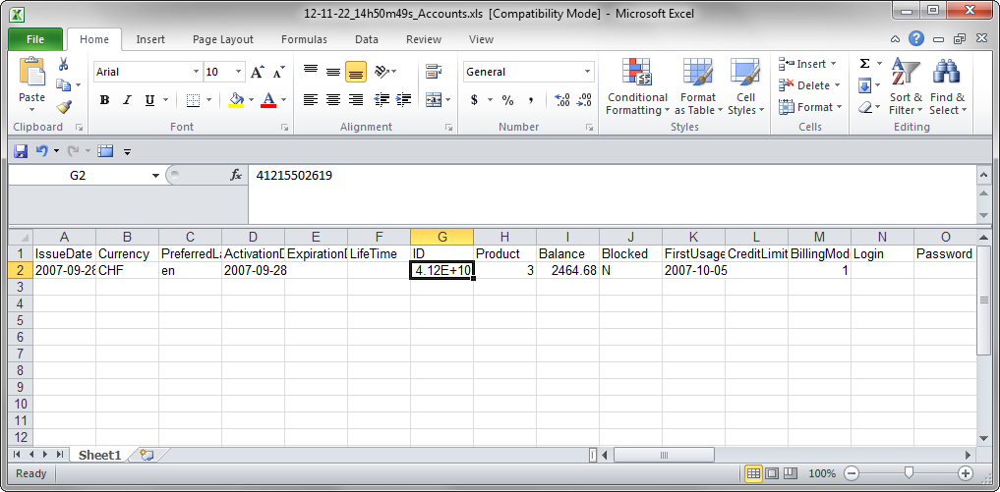 12-11-22_14h50m49s_Accounts.xls [Compatibility Mode] - Microsoft Excel
File Home Insert Page Layout Formulas Data Review View
Paste Arial 10 A A General Conditional Formatting Format as Table Cell Styles Insert Delete Format Σ Sort & Filter Find & Select
B I U A $ % ,
Clipboard Font Alignment Number Styles Cells Editing
G2 fx 41215502619
A B C D E F G H I J K L M N O
1 IssueDate Currency PreferredLa ActivationD ExpirationD LifeTime ID Product Balance Blocked FirstUsage CreditLimit BillingMod Login Password
2 2007-09-28 CHF en 2007-09-28 4.12E+10 3 2464.68 N 2007-10-05 1
3
4
5
6
7
8
9
10
11
12
Sheet1
Ready 100%